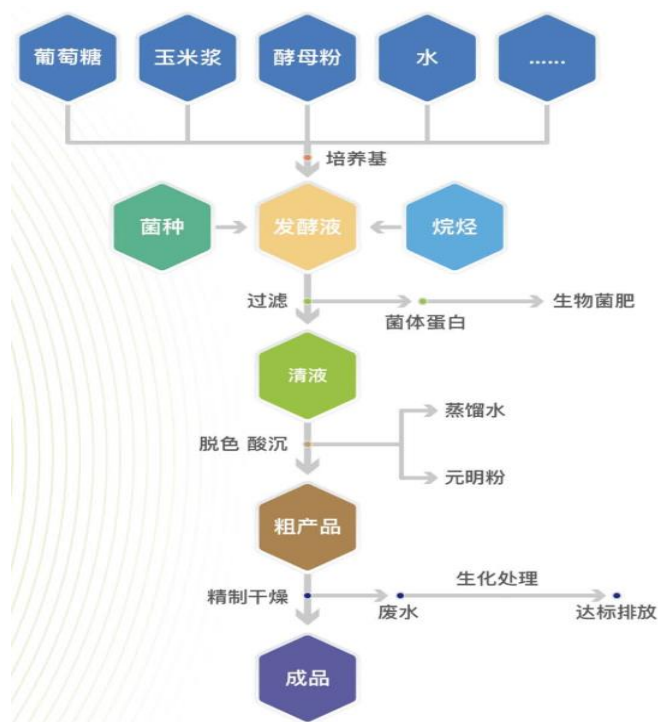 葡萄糖
玉米浆
酵母粉
水
......
培养基
菌种
发酵液
烷烃
过滤
菌体蛋白
生物菌肥
清液
蒸馏水
脱色 酸沉
元明粉
粗产品
生化处理
精制干燥
废水
达标排放
成品